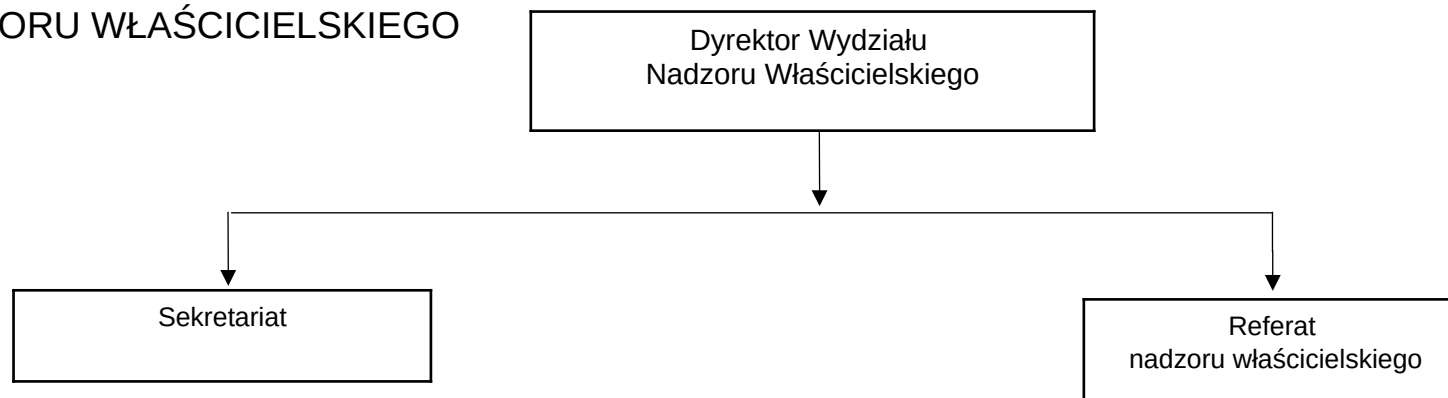 ORU WŁAŚCICIELSKIEGO
Dyrektor Wydziału
Nadzoru Właścicielskiego
Sekretariat
Referat
nadzoru właścicielskiego